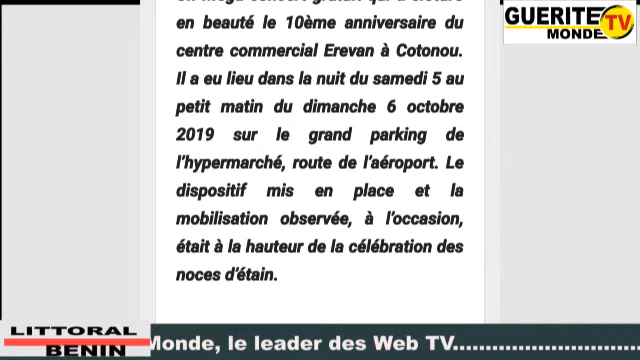 GUERITE TV
MONDE
en beauté le 10ème anniversaire du
centre commercial Erevan à Cotonou.
Il a eu lieu dans la nuit du samedi 5 au
petit matin du dimanche 6 octobre
2019 sur le grand parking de
l'hypermarché, route de l'aéroport. Le
dispositif mis en place et la
mobilisation observée, à l'occasion,
était à la hauteur de la célébration des
noces d'étain.
LITTORAL
BENIN
Monde, le leader des Web TV....................................